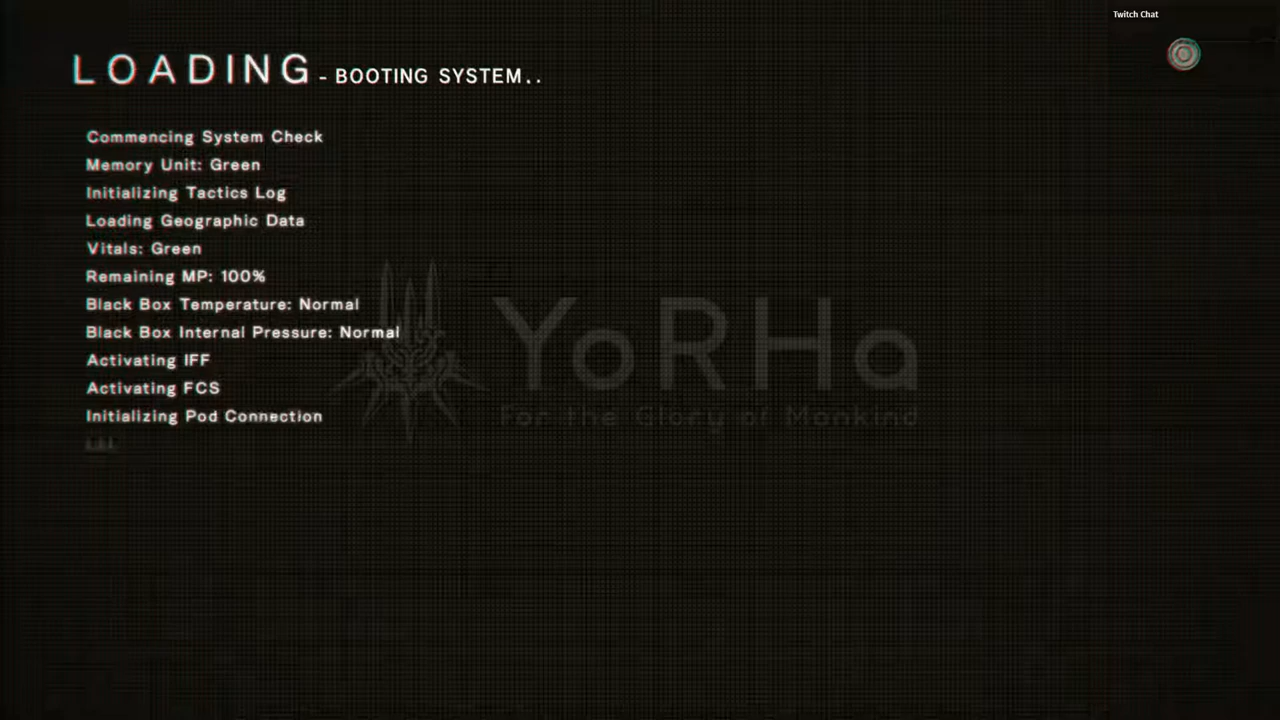 Twitch Chat
LOADING - BOOTING SYSTEM..
Commencing System Check
Memory Unit: Green
Initializing Tactics Log
Loading Geographic Data
Vitals: Green
Remaining MP: 100%
Black Box Temperature: Normal
Black Box Internal Pressure: Normal
Activating IFF
Activating FCS
Initializing Pod Connection
YoRHa
For the Glory of Mankind